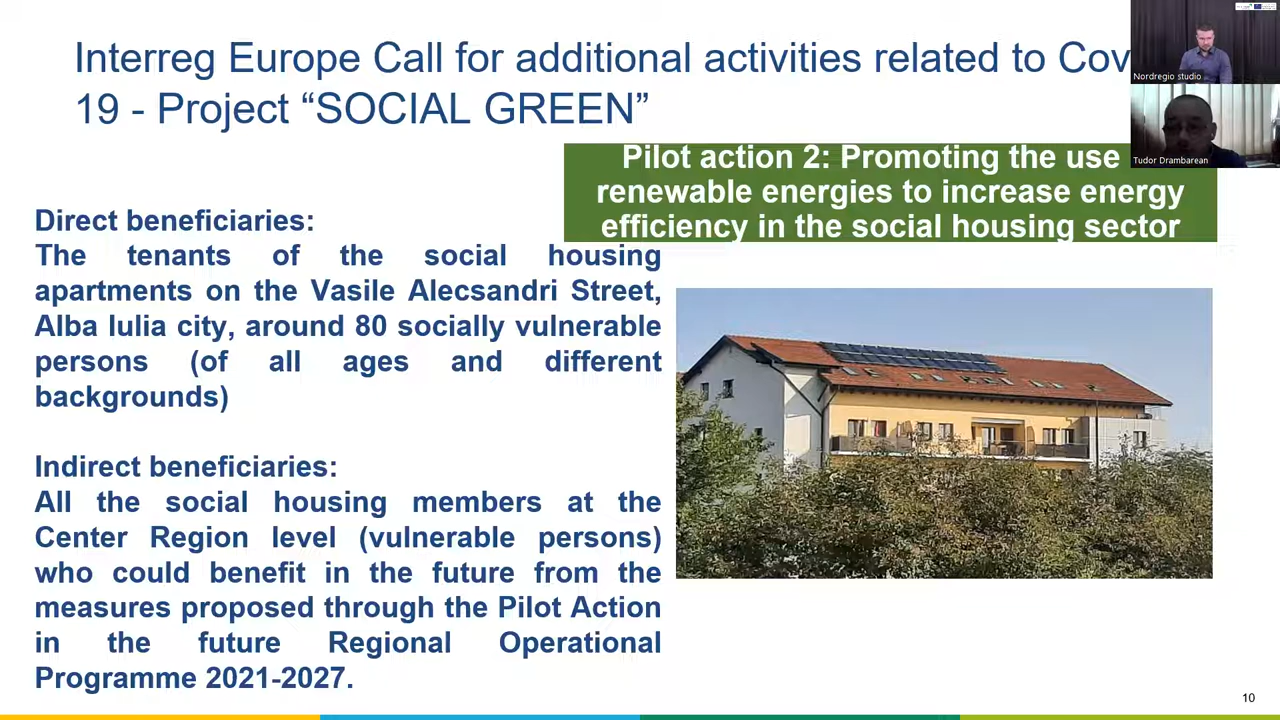 Interreg Europe Call for additional activities related to Cov
19 - Project “SOCIAL GREEN”
Nordregio studio
Tudor Drambarean
Pilot action 2: Promoting the use
renewable energies to increase energy
efficiency in the social housing sector
Direct beneficiaries:
The tenants of the social housing
apartments on the Vasile Alecsandri Street,
Alba Iulia city, around 80 socially vulnerable
persons (of all ages and different
backgrounds)
Indirect beneficiaries:
All the social housing members at the
Center Region level (vulnerable persons)
who could benefit in the future from the
measures proposed through the Pilot Action
in the future Regional Operational
Programme 2021-2027.
10